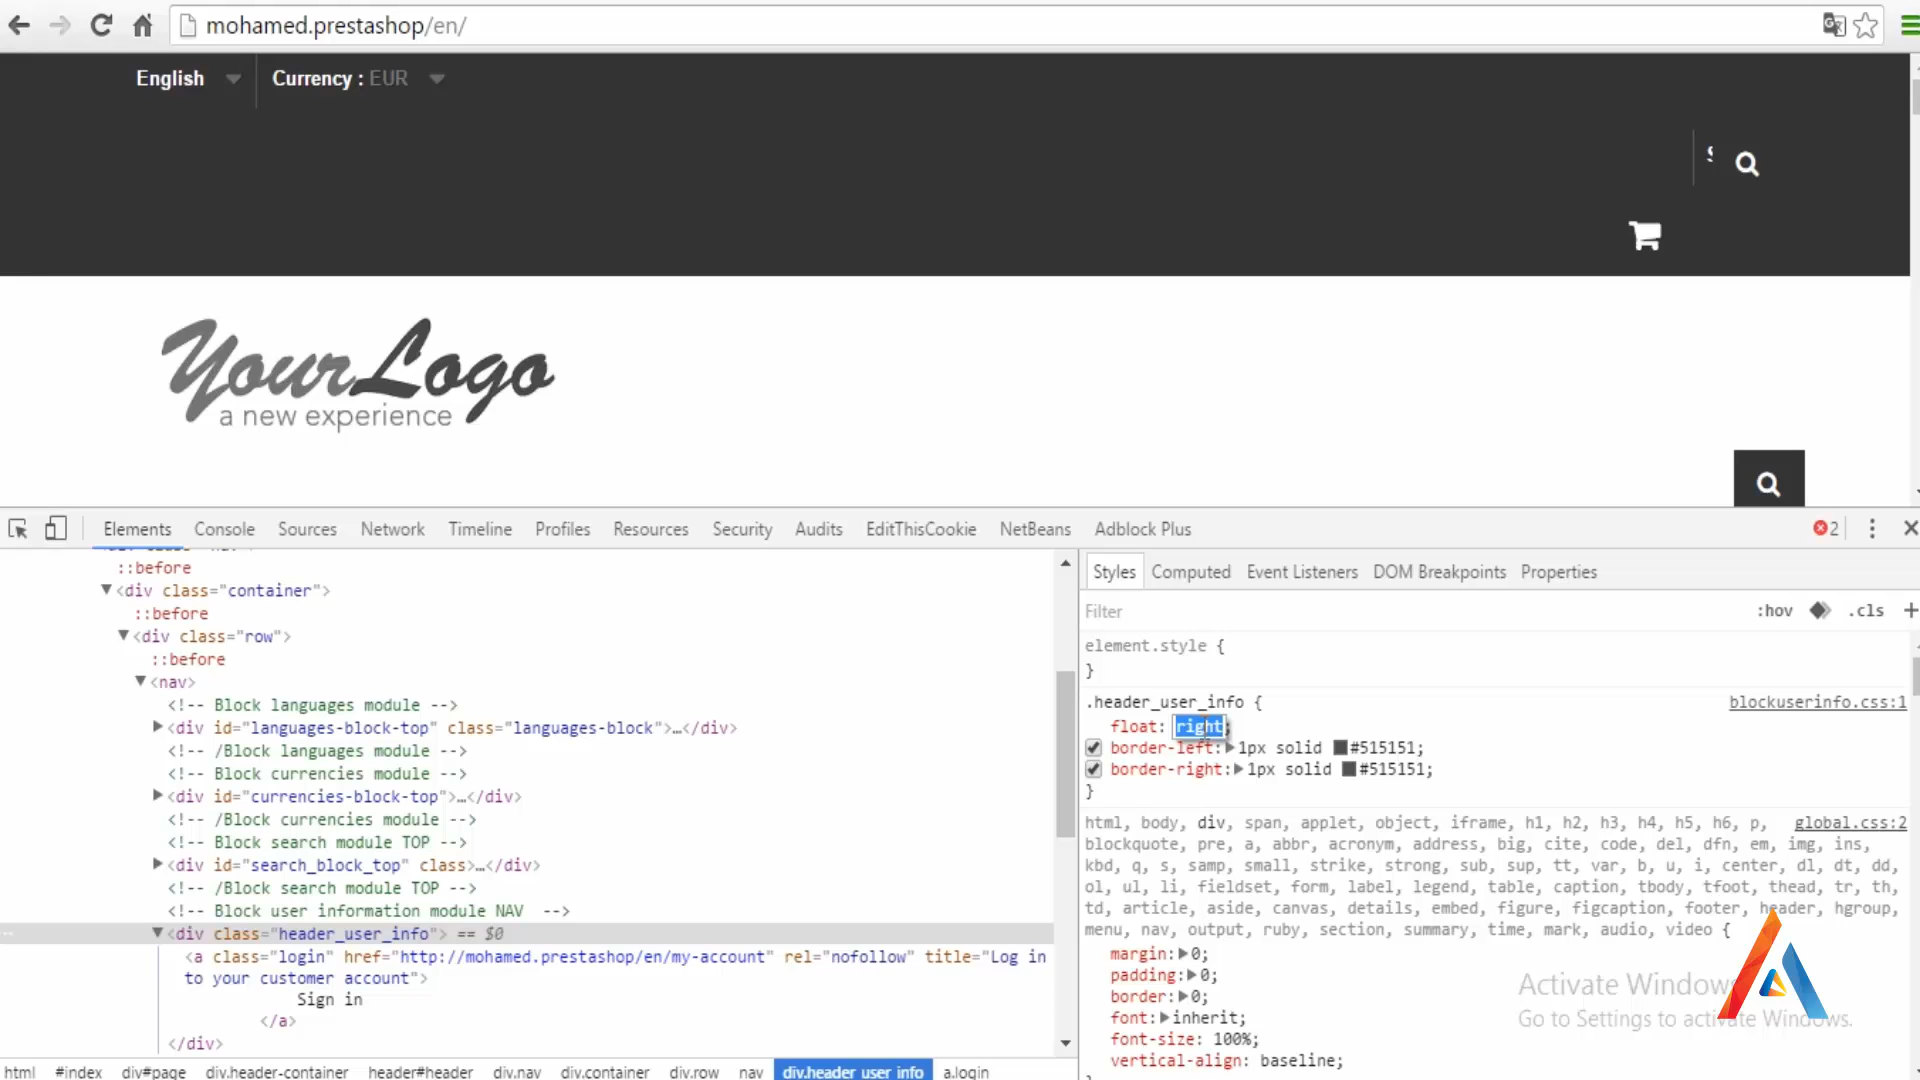 mohamed.prestashop/en/
English
Currency : EUR
YourLogo
a new experience
Elements Console Sources Network Timeline Profiles Resources Security Audits EditThisCookie NetBeans Adblock Plus
2
::before
<div class="container">
::before
<div class="row">
::before
<nav>
<!-- Block languages module -->
<div id="languages-block-top" class="languages-block">…</div>
<!-- /Block languages module -->
<!-- Block currencies module -->
<div id="currencies-block-top">…</div>
<!-- /Block currencies module -->
<!-- Block search module TOP -->
<div id="search_block_top" class>…</div>
<!-- /Block search module TOP -->
<!-- Block user information module NAV -->
<div class="header_user_info"> == $0
<a class="login" href="http://mohamed.prestashop/en/my-account" rel="nofollow" title="Log in
to your customer account">
Sign in
</a>
</div>
html #index div#page div.header-container header#header div.nav div.container div.row nav div.header_user_info a.login
Styles Computed Event Listeners DOM Breakpoints Properties
Filter
:hov .cls +
element.style {
}
.header_user_info { blockuserinfo.css:1
float: right;
border-left: 1px solid #515151;
border-right: 1px solid #515151;
}
html, body, div, span, applet, object, iframe, h1, h2, h3, h4, h5, h6, p, global.css:2
blockquote, pre, a, abbr, acronym, address, big, cite, code, del, dfn, em, img, ins,
kbd, q, s, samp, small, strike, strong, sub, sup, tt, var, b, u, i, center, dl, dt, dd,
ol, ul, li, fieldset, form, label, legend, table, caption, tbody, tfoot, thead, tr, th,
td, article, aside, canvas, details, embed, figure, figcaption, footer, header, hgroup,
menu, nav, output, ruby, section, summary, time, mark, audio, video {
margin: 0;
padding: 0;
border: 0;
font: inherit;
font-size: 100%;
vertical-align: baseline;
Activate Windows
Go to Settings to activate Windows.